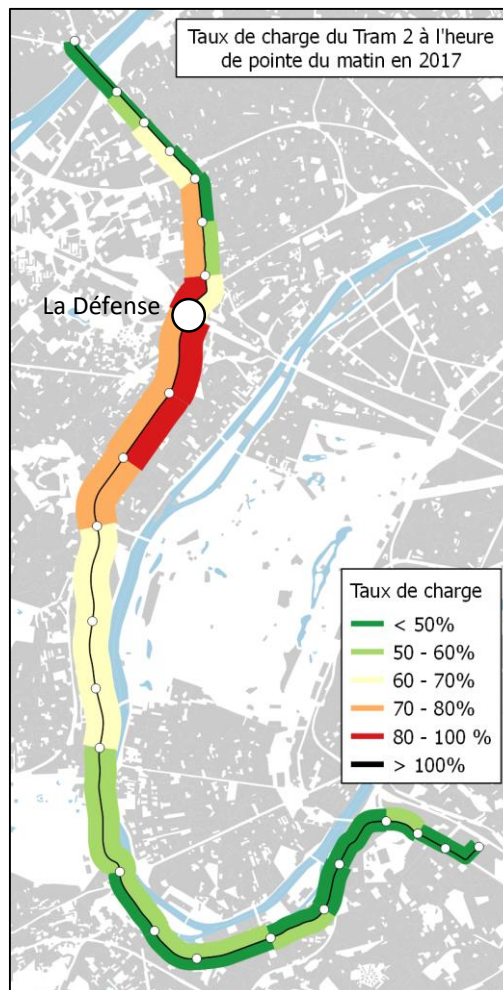 Taux de charge du Tram 2 à l'heure
de pointe du matin en 2017
La Défense
Taux de charge
< 50%
50 - 60%
60 - 70%
70 - 80%
80 - 100 %
> 100%